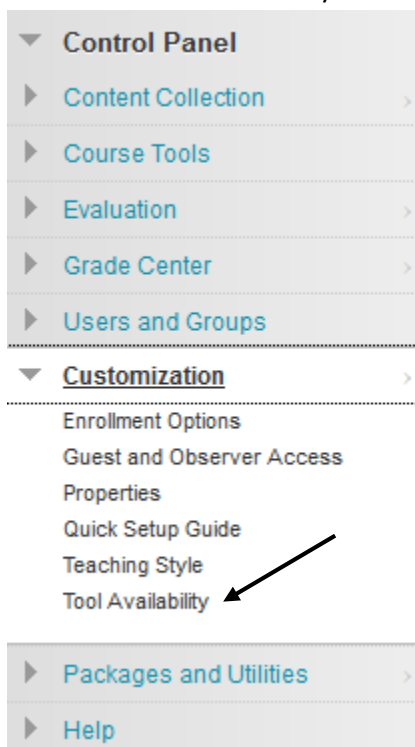 Control Panel
Content Collection
Course Tools
Evaluation
Grade Center
Users and Groups
Customization
Enrollment Options
Guest and Observer Access
Properties
Quick Setup Guide
Teaching Style
Tool Availability
Packages and Utilities
Help